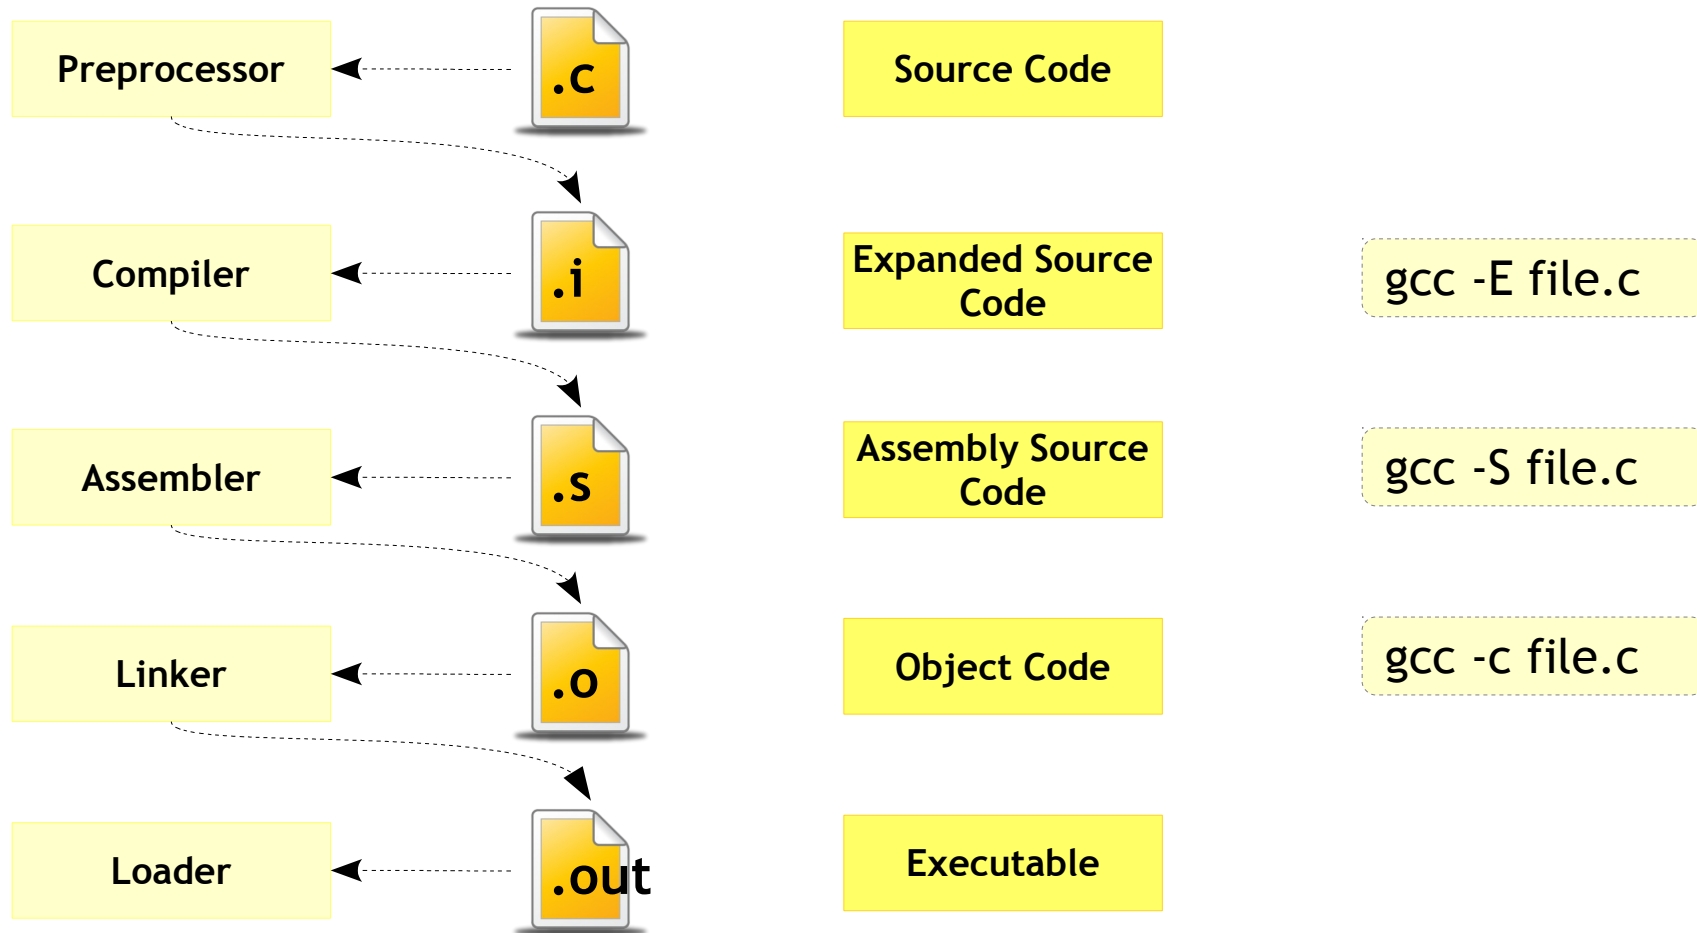 Preprocessor
.c
Source Code
Compiler
.i
Expanded Source
Code
gcc -E file.c
Assembler
.s
Assembly Source
Code
gcc -S file.c
Linker
.o
Object Code
gcc -c file.c
Loader
.out
Executable